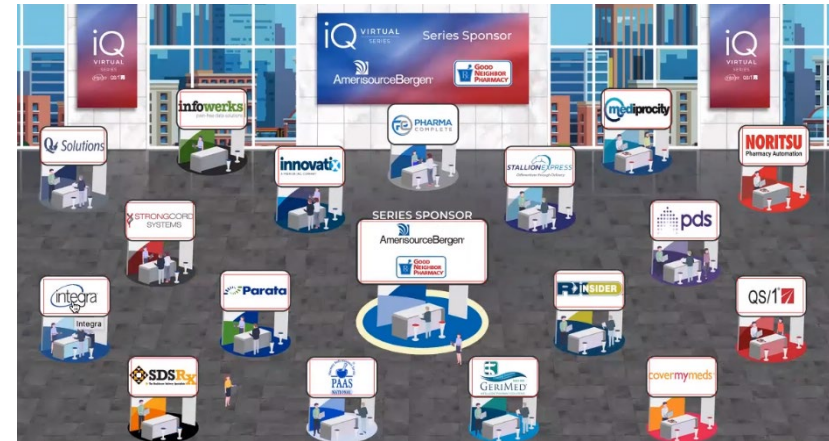 iQ
VIRTUAL
SERIES
iQ VIRTUAL
SERIES
Series Sponsor
AmerisourceBergen
GOOD
NEIGHBOR
PHARMACY
iQ
VIRTUAL
SERIES
infowerks
PHARMA
COMPLETE
mediprocity
Qs Solutions
innovatix
STALLION EXPRESS
NORITSU
Pharmacy Automation
STRONGCORD
SYSTEMS
SERIES SPONSOR
AmerisourceBergen
GOOD
NEIGHBOR
PHARMACY
pds
integra
Integra
Parata
RXINSIDER
QS/1
SDSRx
PAAS
NATIONAL
GERIMED
covermymeds